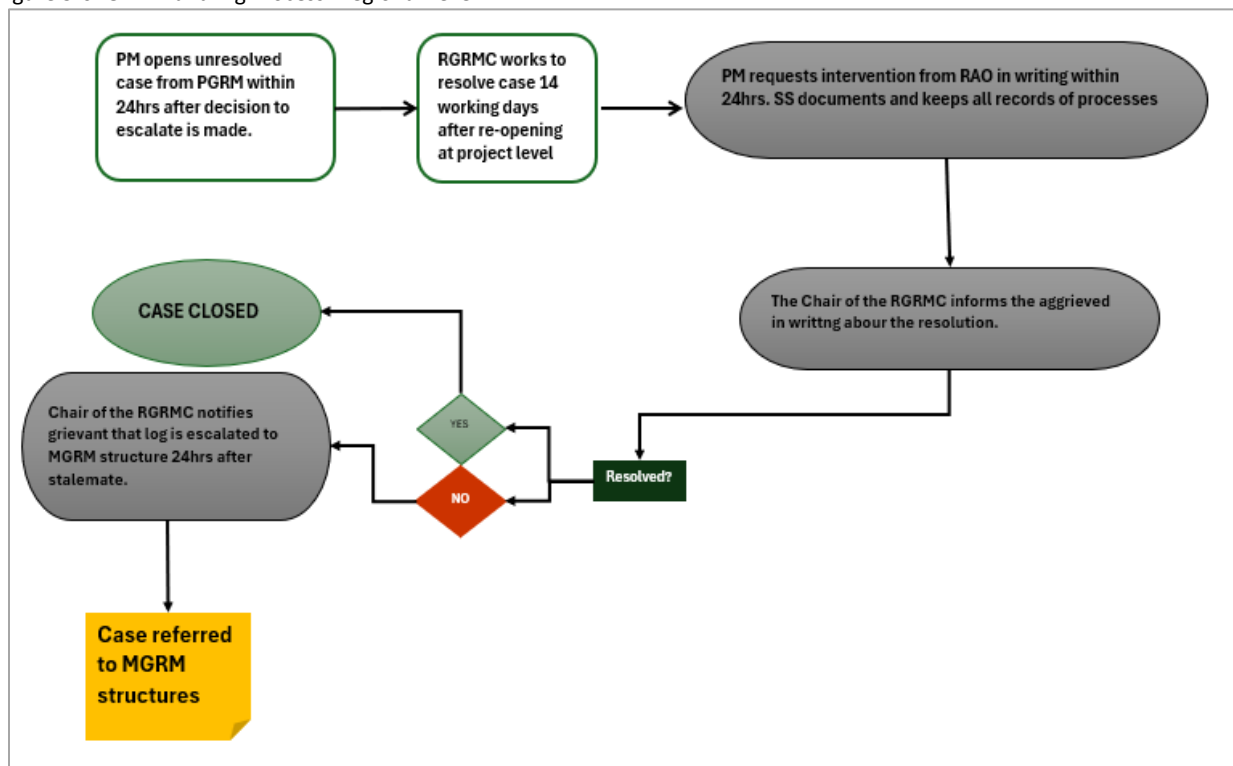 PM opens unresolved
case from PGRM within
24hrs after decision to
escalate is made.
RGRMC works to
resolve case 14
working days
after re-opening
at project level
PM requests intervention from RAO in writing within
24hrs. SS documents and keeps all records of processes
The Chair of the RGRMC informs the aggrieved
in writtng abour the resolution.
Resolved?
YES
NO
CASE CLOSED
Chair of the RGRMC notifies
grievant that log is escalated to
MGRM structure 24hrs after
stalemate.
Case referred
to MGRM
structures